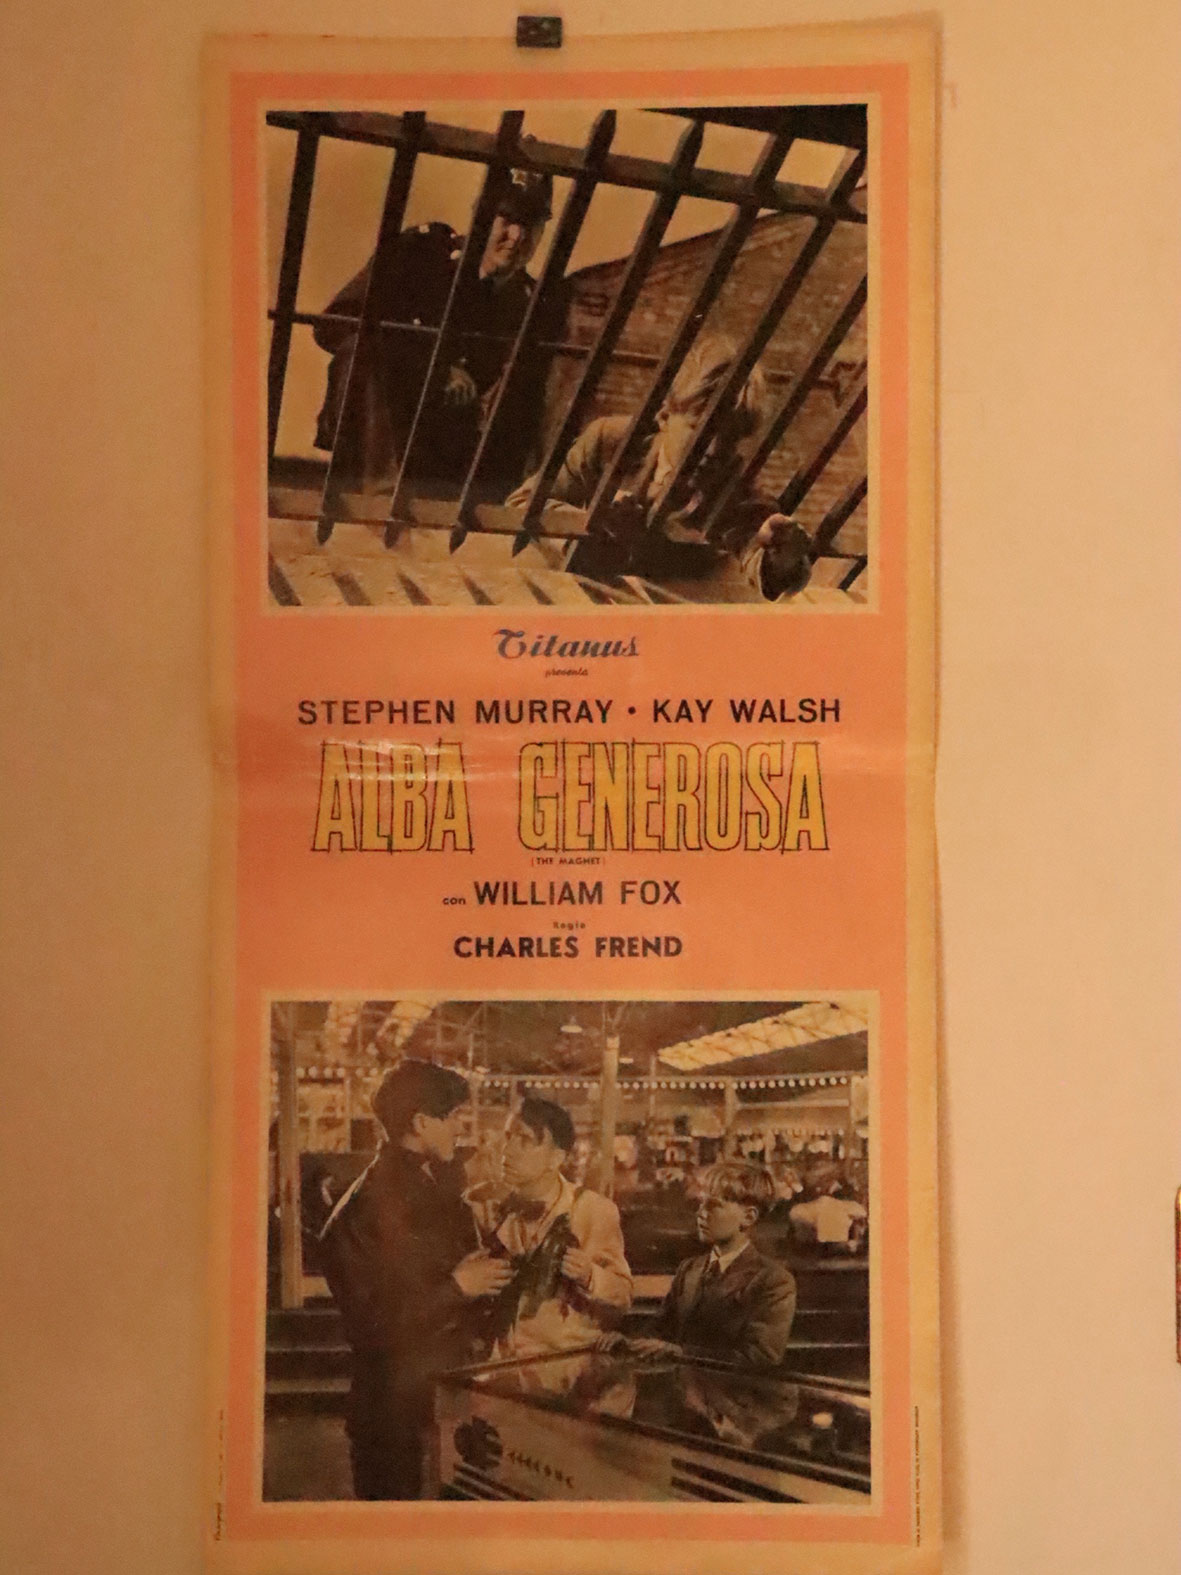 Titanus
presenta
STEPHEN MURRAY • KAY WALSH
ALBA GENEROSA
(THE MAGNET)
con WILLIAM FOX
Regia
CHARLES FREND